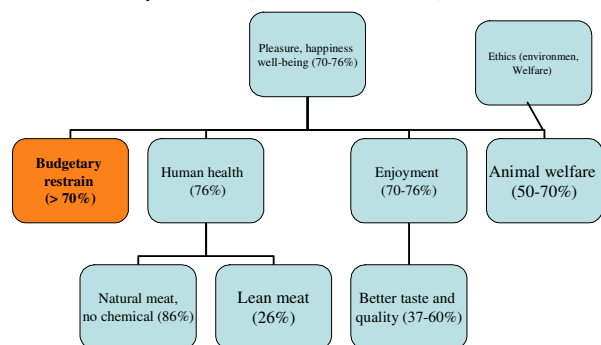 Pleasure, happiness
well-being (70-76%)
Ethics (environmen,
Welfare)
Budgetary
restrain
(> 70%)
Human health
(76%)
Enjoyment
(70-76%)
Animal welfare
(50-70%)
Natural meat,
no chemical (86%)
Lean meat
(26%)
Better taste and
quality (37-60%)